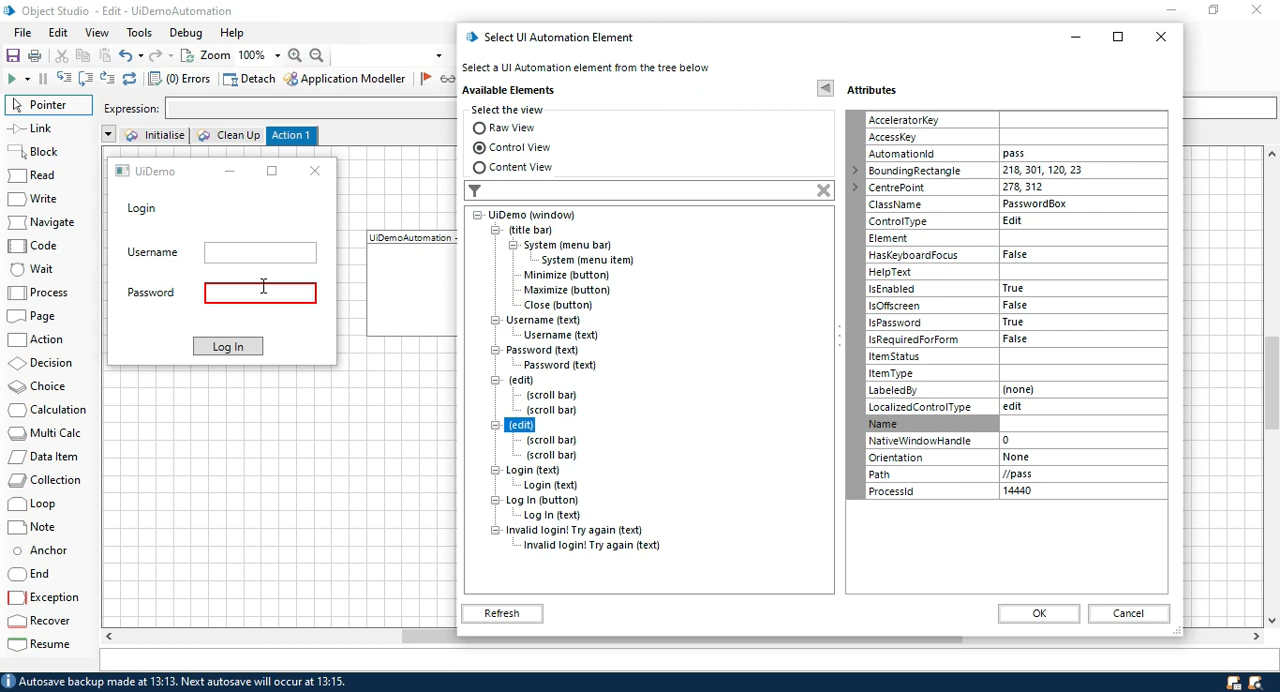 Object Studio - Edit - UiDemoAutomation
File Edit View Tools Debug Help
Zoom 100%
(0) Errors Detach Application Modeller
Pointer
Link
Block
Read
Write
Navigate
Code
Wait
Process
Page
Action
Decision
Choice
Calculation
Multi Calc
Data Item
Collection
Loop
Note
Anchor
End
Exception
Recover
Resume
Expression:
Initialise Clean Up Action 1
UiDemo
Login
Username
Password
Log In
UiDemoAutomation -
Select UI Automation Element
Select a UI Automation element from the tree below
Available Elements
Select the view
Raw View
Control View
Content View
UiDemo (window)
(title bar)
System (menu bar)
System (menu item)
Minimize (button)
Maximize (button)
Close (button)
Username (text)
Username (text)
Password (text)
Password (text)
(edit)
(scroll bar)
(scroll bar)
(edit)
(scroll bar)
(scroll bar)
Login (text)
Login (text)
Log In (button)
Log In (text)
Invalid login! Try again (text)
Invalid login! Try again (text)
Refresh
Attributes
AcceleratorKey
AccessKey
AutomationId pass
BoundingRectangle 218, 301, 120, 23
CentrePoint 278, 312
ClassName PasswordBox
ControlType Edit
Element
HasKeyboardFocus False
HelpText
IsEnabled True
IsOffscreen False
IsPassword True
IsRequiredForForm False
ItemStatus
ItemType
LabeledBy (none)
LocalizedControlType edit
Name
NativeWindowHandle 0
Orientation None
Path //pass
ProcessId 14440
OK Cancel
Autosave backup made at 13:13. Next autosave will occur at 13:15.